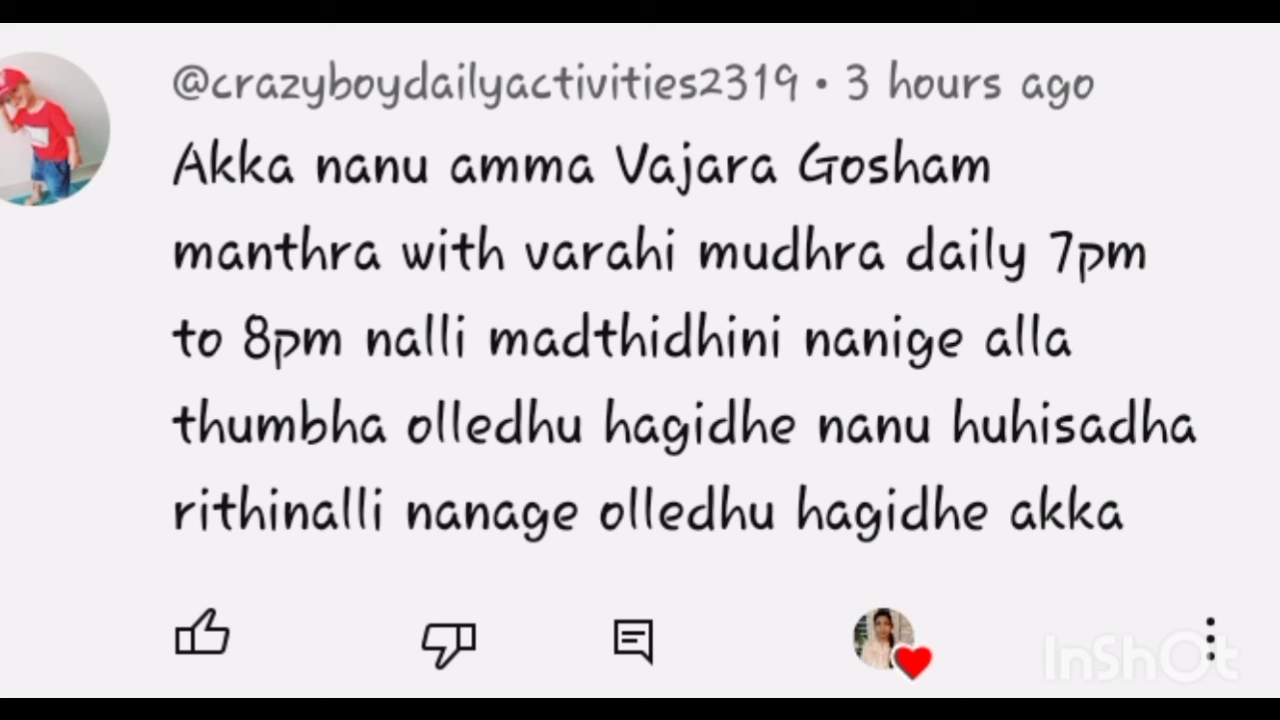 @crazyboydailyactivities2319 • 3 hours ago
Akka nanu amma Vajara Gosham
manthra with varahi mudhra daily 7pm
to 8pm nalli madthidhini nanige alla
thumbha olledhu hagidhe nanu huhisadha
rithinalli nanage olledhu hagidhe akka
InShOt